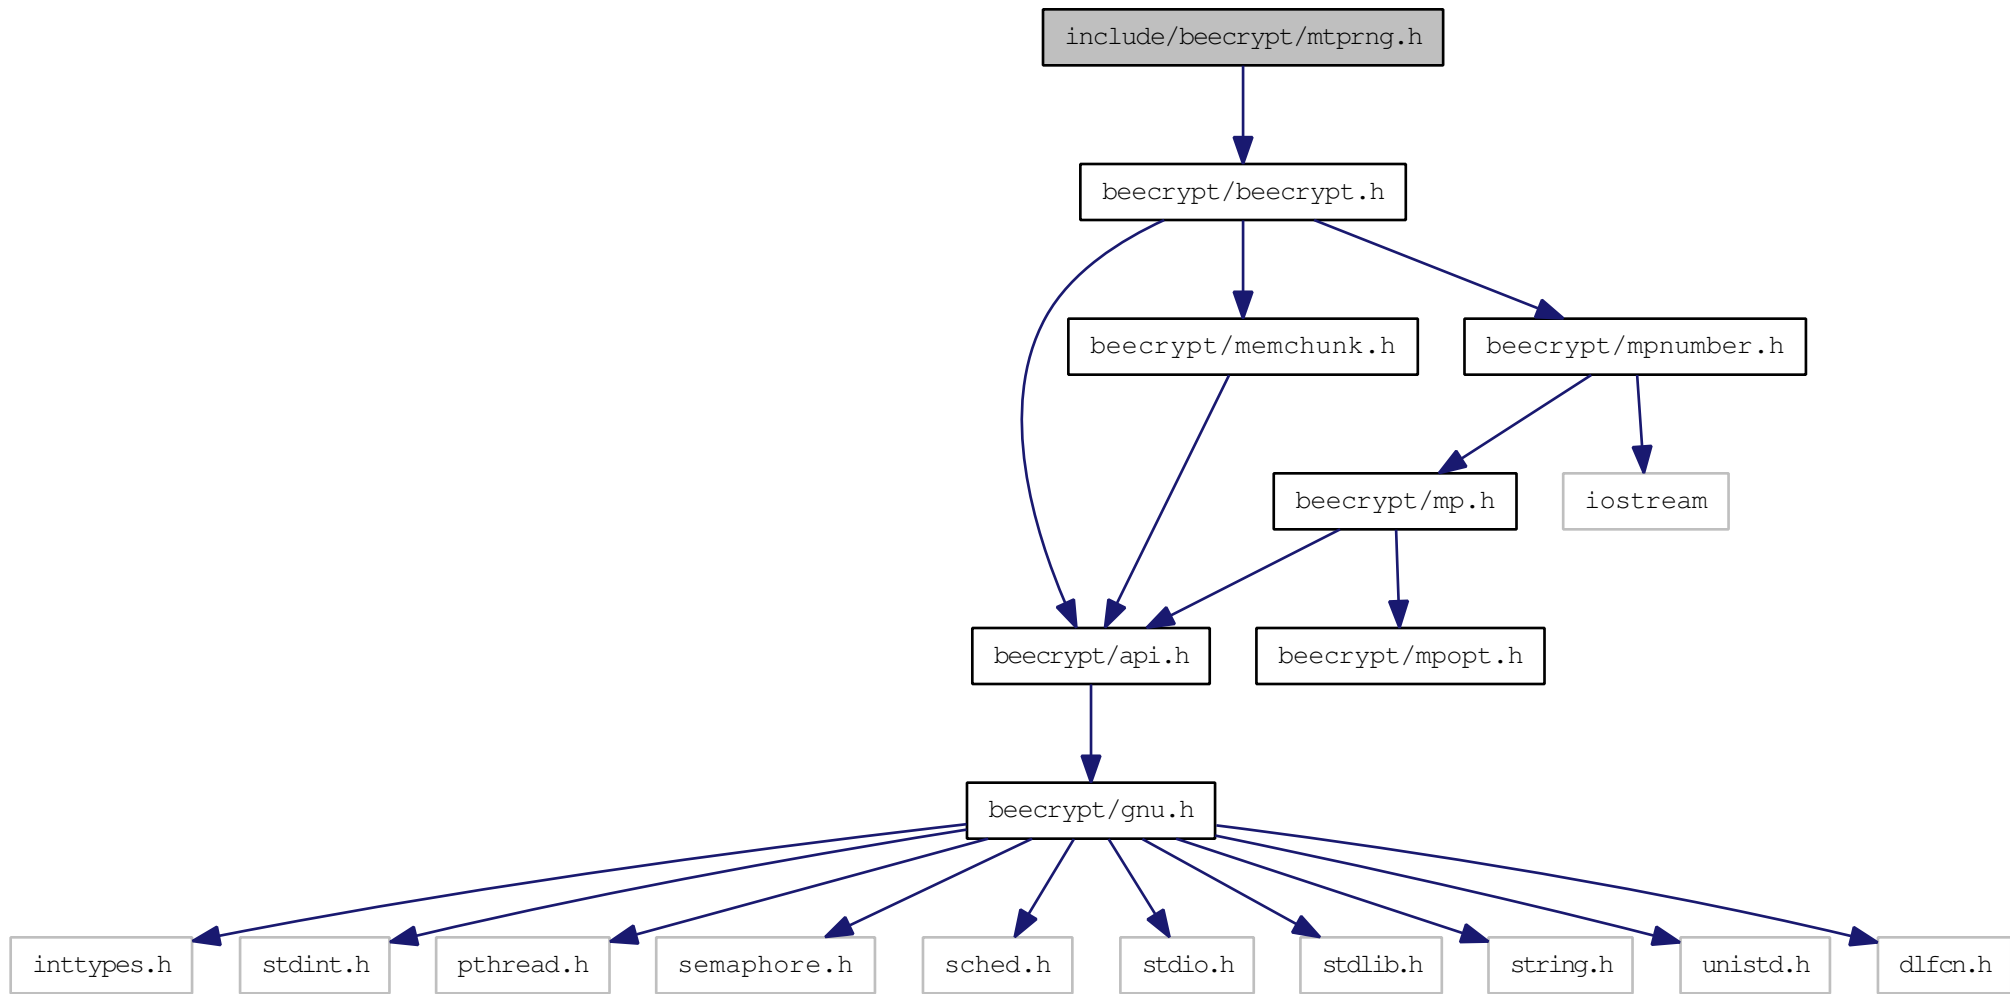 include/beecrypt/mtprng.h
beecrypt/beecrypt.h
beecrypt/memchunk.h
beecrypt/mpnumber.h
beecrypt/mp.h
iostream
beecrypt/api.h
beecrypt/mpopt.h
beecrypt/gnu.h
inttypes.h
stdint.h
pthread.h
semaphore.h
sched.h
stdio.h
stdlib.h
string.h
unistd.h
dlfcn.h